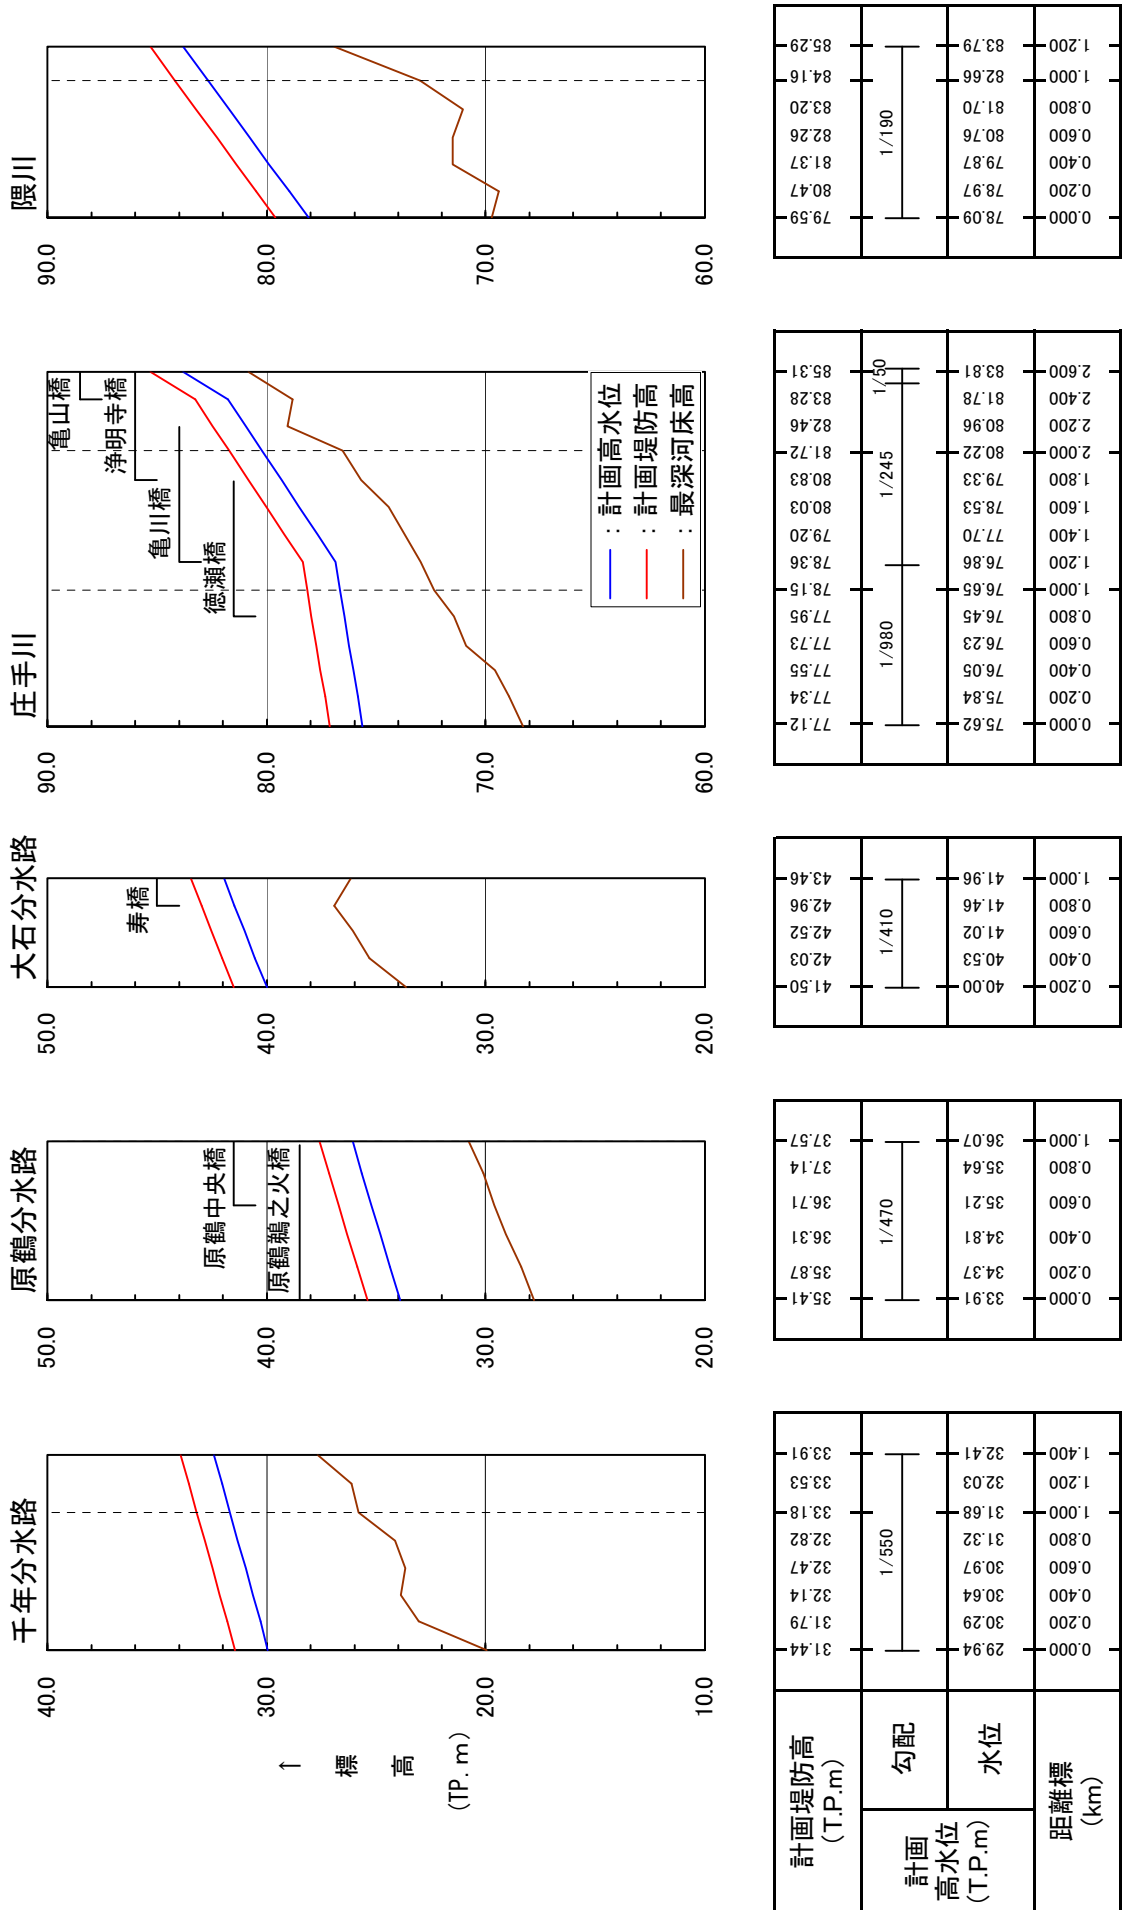 千年分水路
原鶴分水路
大石分水路
庄手川
隈川
40.0
30.0
20.0
10.0
↑
標
高
(TP. m)
50.0
40.0
30.0
20.0
原鶴中央橋
原鶴鵜之火橋
50.0
40.0
30.0
20.0
寿橋
90.0
80.0
70.0
60.0
亀山橋
浄明寺橋
亀川橋
徳瀬橋
：計画高水位
：計画堤防高
：最深河床高
90.0
80.0
70.0
60.0
計画堤防高
(T.P.m)
31.44 31.79 32.14 32.47 32.82 33.18 33.53 33.91
35.41 35.87 36.31 36.71 37.14 37.57
41.50 42.03 42.52 42.96 43.46
77.12 77.34 77.55 77.73 77.95 78.15 78.36 79.20 80.03 80.83 81.72 82.46 83.28 85.31
79.59 80.47 81.37 82.26 83.20 84.16 85.29
計画
高水位
(T.P.m)
勾配
1/550
1/470
1/410
1/980 1/245 1/50
1/190
水位
29.94 30.29 30.64 30.97 31.32 31.68 32.03 32.41
33.91 34.37 34.81 35.21 35.64 36.07
40.00 40.53 41.02 41.46 41.96
75.62 75.84 76.05 76.23 76.45 76.65 76.86 77.70 78.53 79.33 80.22 80.96 81.78 83.81
78.09 78.97 79.87 80.76 81.70 82.66 83.79
距離標
(km)
0.000 0.200 0.400 0.600 0.800 1.000 1.200 1.400
0.000 0.200 0.400 0.600 0.800 1.000
0.200 0.400 0.600 0.800 1.000
0.000 0.200 0.400 0.600 0.800 1.000 1.200 1.400 1.600 1.800 2.000 2.200 2.400 2.600
0.000 0.200 0.400 0.600 0.800 1.000 1.200